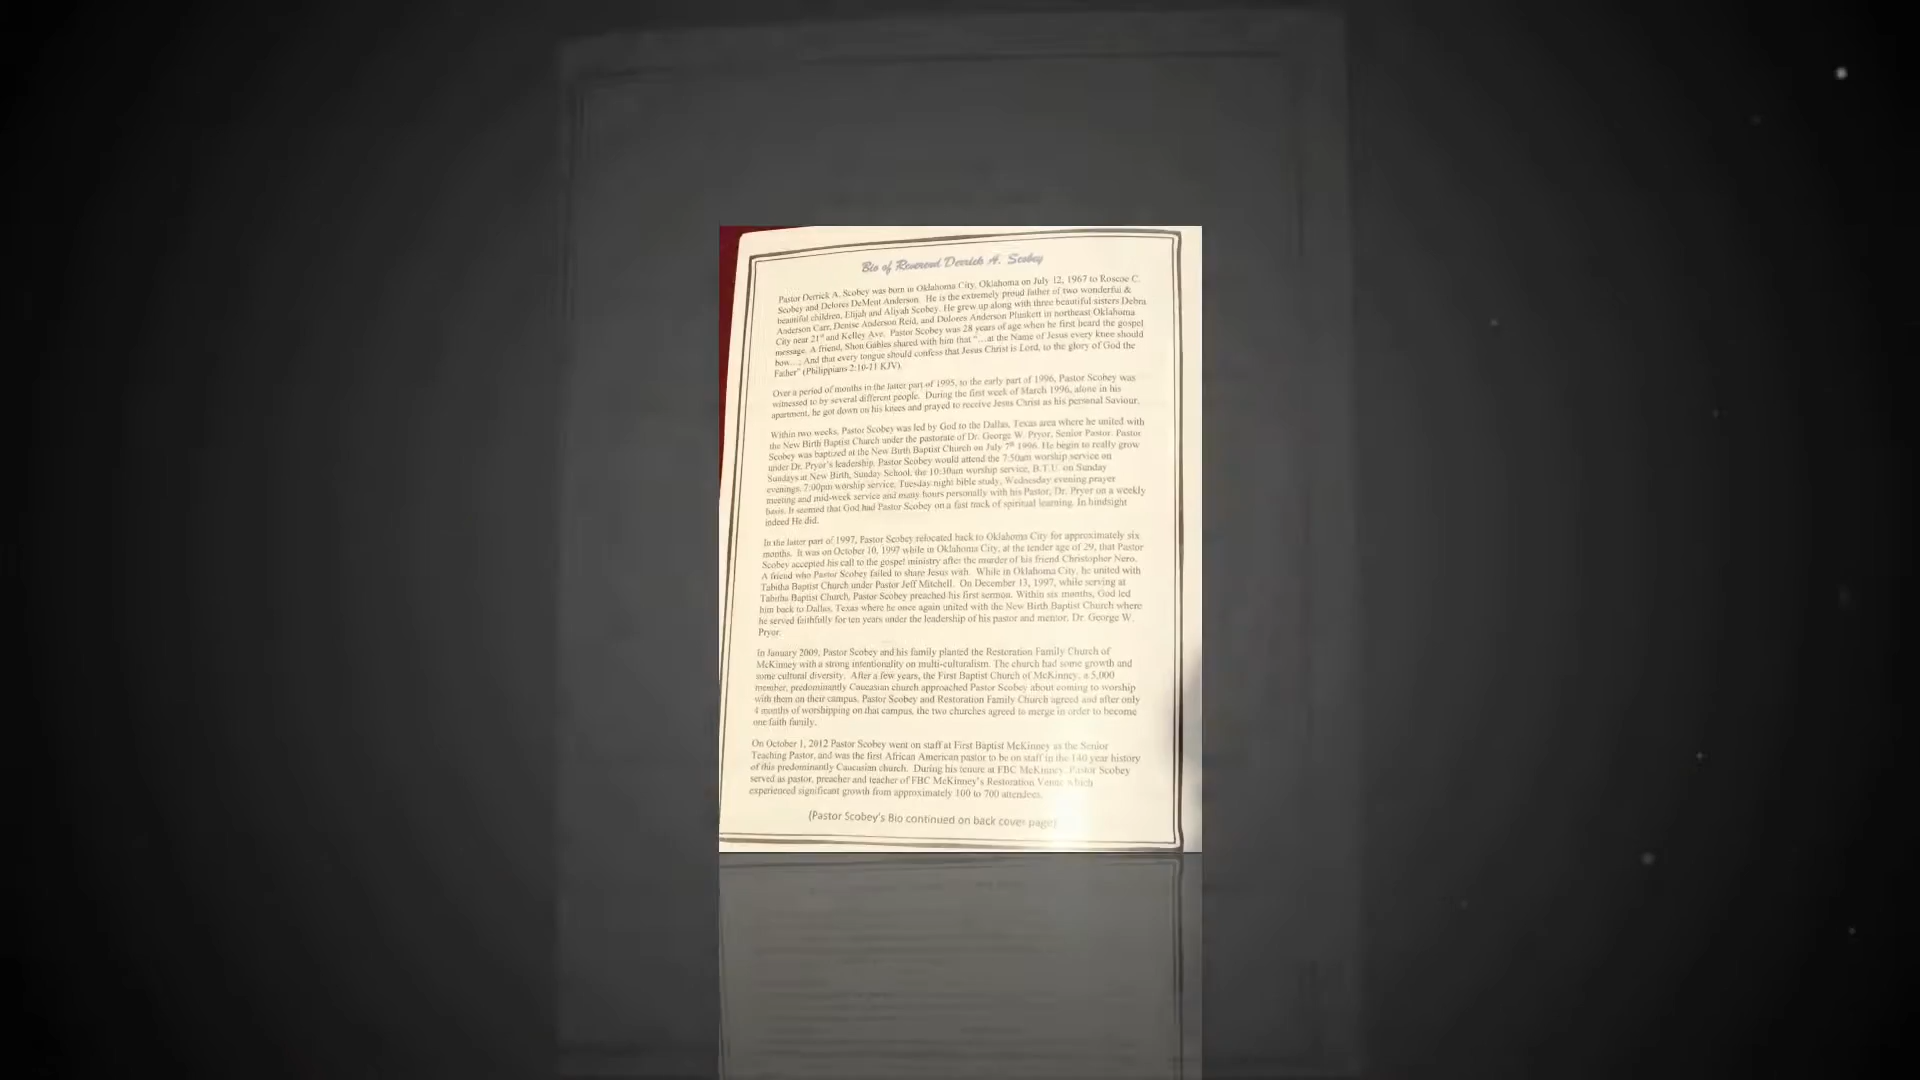 Bio of Reverend Derrick A. Scobey
Pastor Derrick A. Scobey was born in Oklahoma City, Oklahoma on July 12, 1967 to Roscoe C.
Scobey and Delores DeMent Anderson. He is the extremely proud father of two wonderful &
beautiful children, Elijah and Aliyah Scobey. He grew up along with three beautiful sisters Debra
Anderson Carr, Denise Anderson Reid, and Dolores Anderson Plunkett in northeast Oklahoma
City near 21st and Kelley Ave. Pastor Scobey was 28 years of age when he first heard the gospel
message. A friend, Shon Gables shared with him that "...at the Name of Jesus every knee should
bow...; And that every tongue should confess that Jesus Christ is Lord, to the glory of God the
Father" (Philippians 2:10-11 KJV).
Over a period of months in the latter part of 1995, to the early part of 1996, Pastor Scobey was
witnessed to by several different people. During the first week of March 1996, alone in his
apartment, he got down on his knees and prayed to receive Jesus Christ as his personal Saviour.
Within two weeks, Pastor Scobey was led by God to the Dallas, Texas area where he united with
the New Birth Baptist Church under the pastorate of Dr. George W. Pryor, Senior Pastor. Pastor
Scobey was baptized at the New Birth Baptist Church on July 7th 1996. He begin to really grow
under Dr. Pryor's leadership. Pastor Scobey would attend the 7:50am worship service on
Sundays at New Birth, Sunday School, the 10:30am worship service, B.T.U. on Sunday
evenings, 7:00pm worship service, Tuesday night bible study, Wednesday evening prayer
meeting and mid-week service and many hours personally with his Pastor, Dr. Pryor on a weekly
basis. It seemed that God had Pastor Scobey on a fast track of spiritual learning. In hindsight
indeed He did.
In the latter part of 1997, Pastor Scobey relocated back to Oklahoma City for approximately six
months. It was on October 10, 1997 while in Oklahoma City, at the tender age of 29, that Pastor
Scobey accepted his call to the gospel ministry after the murder of his friend Christopher Nero.
A friend who Pastor Scobey failed to share Jesus with. While in Oklahoma City, he united with
Tabitha Baptist Church under Pastor Jeff Mitchell. On December 13, 1997, while serving at
Tabitha Baptist Church, Pastor Scobey preached his first sermon. Within six months, God led
him back to Dallas, Texas where he once again united with the New Birth Baptist Church where
he served faithfully for ten years under the leadership of his pastor and mentor, Dr. George W.
Pryor.
In January 2009, Pastor Scobey and his family planted the Restoration Family Church of
McKinney with a strong intentionality on multi-culturalism. The church had some growth and
some cultural diversity. After a few years, the First Baptist Church of McKinney, a 5,000
member, predominantly Caucasian church approached Pastor Scobey about coming to worship
with them on their campus. Pastor Scobey and Restoration Family Church agreed and after only
4 months of worshipping on that campus, the two churches agreed to merge in order to become
one faith family.
On October 1, 2012 Pastor Scobey went on staff at First Baptist McKinney as the Senior
Teaching Pastor, and was the first African American pastor to be on staff in the 140 year history
of this predominantly Caucasian church. During his tenure at FBC McKinney, Pastor Scobey
served as pastor, preacher and teacher of FBC McKinney's Restoration Venue which
experienced significant growth from approximately 100 to 700 attendees.
(Pastor Scobey's Bio continued on back cover page)